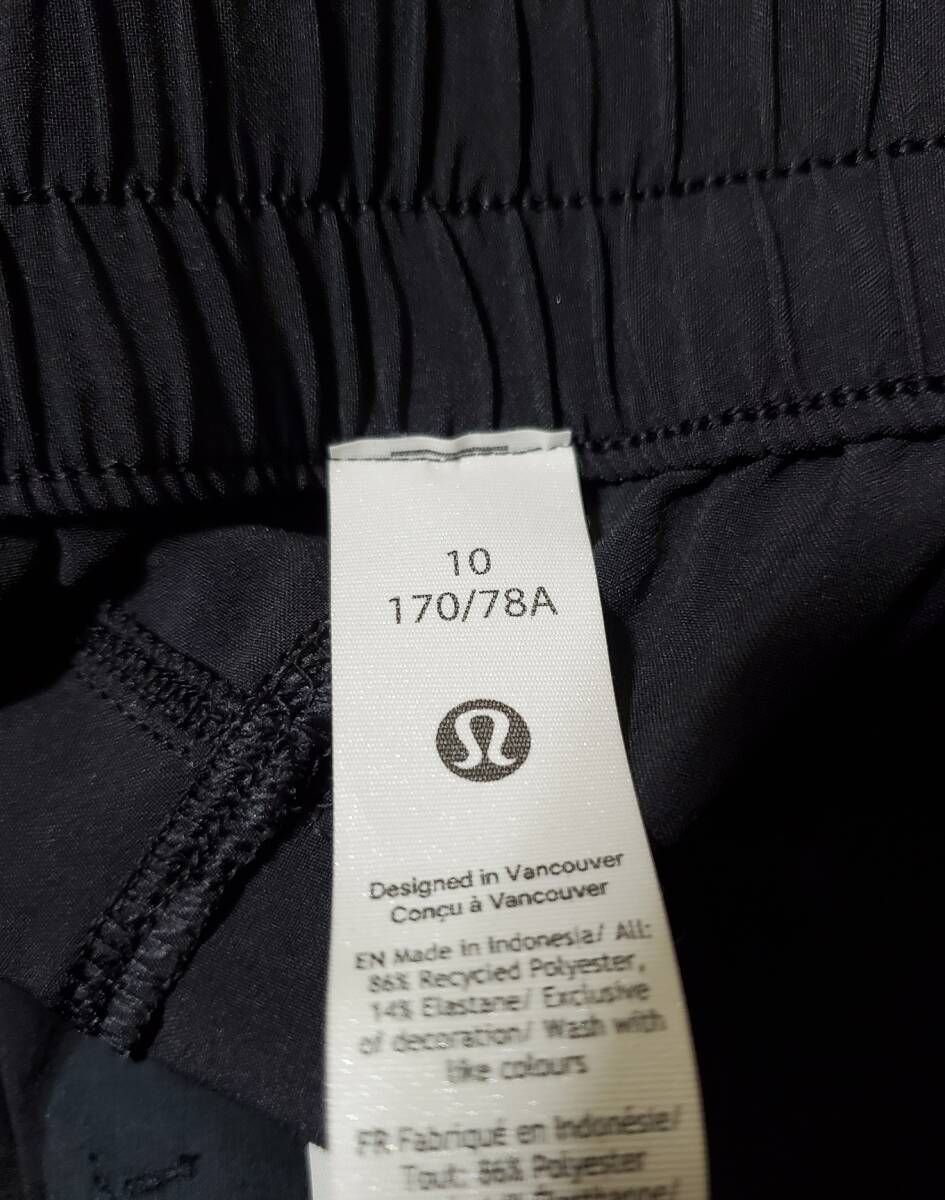 10
170/78A
Designed in Vancouver
Conçu à Vancouver
EN Made in Indonesia/ All:
86% Recycled Polyester,
14% Elastane/ Exclusive
of decoration/ Wash with
like colours
FR Fabriqué en Indonésie/
Tout: 86% Polyester